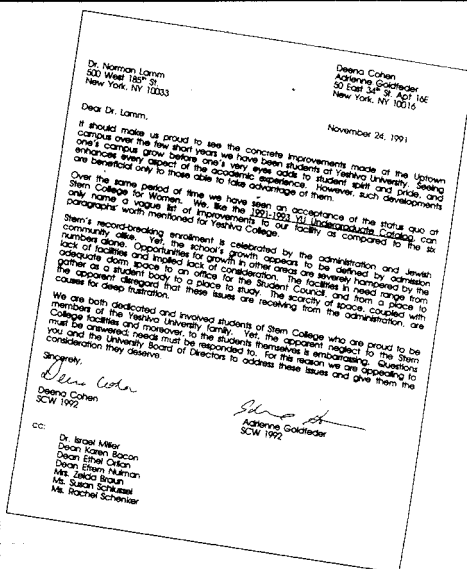 Dr. Norman Lamm
500 West 185th St.
New York, NY 10033
Deena Cohen
Adrienne Goldfeder
50 East 34th St. Apt 16E
New York, NY 10016
November 24, 1991
Dear Dr. Lamm,
It should make us proud to see the concrete improvements made at the Uptown
campus over the few short years we have been students at Yeshiva University. Seeing
one's campus grow before one's very eyes adds to student spirit and pride, and
enhances every aspect of the academic experience. However, such developments
are beneficial only to those able to take advantage of them.
Over the same period of time we have seen an acceptance of the status quo at
Stern College for Women. We, like the 1991-1993 YU Undergraduate Catalog, can
only name a vague list of improvements to our facility as compared to the six
paragraphs' worth mentioned for Yeshiva College.
Stern's record-breaking enrollment is celebrated by the administration and Jewish
community alike. Yet, the school's growth appears to be defined by admission
numbers alone. Opportunities for growth in other areas are severely hampered by the
lack of facilities and implied lack of consideration. The facilities in need range from
adequate dorm space to an office for the Student Council, and from a place to
gather as a student body to a place to study. The scarcity of space, coupled with
the apparent disregard that these issues are receiving from the administration, are
causes for deep frustration.
We are both dedicated and involved students of Stern College who are proud to be
members of the Yeshiva University family. Yet, the apparent neglect to the Stern
College facilities and moreover, to the students themselves is embarrassing. Questions
must be answered; needs must be responded to. For this reason we are appealing to
you and the University Board of Directors to address these issues and give them the
consideration they deserve.
Sincerely,
Deena Cohen
Deena Cohen
SCW 1992
Adrienne Goldfeder
SCW 1992
cc:
Dr. Israel Miller
Dean Karen Bacon
Dean Ethel Orlian
Dean Efrem Nulman
Mrs. Zelda Braun
Ms. Susan Schlussel
Ms. Rachel Schenker